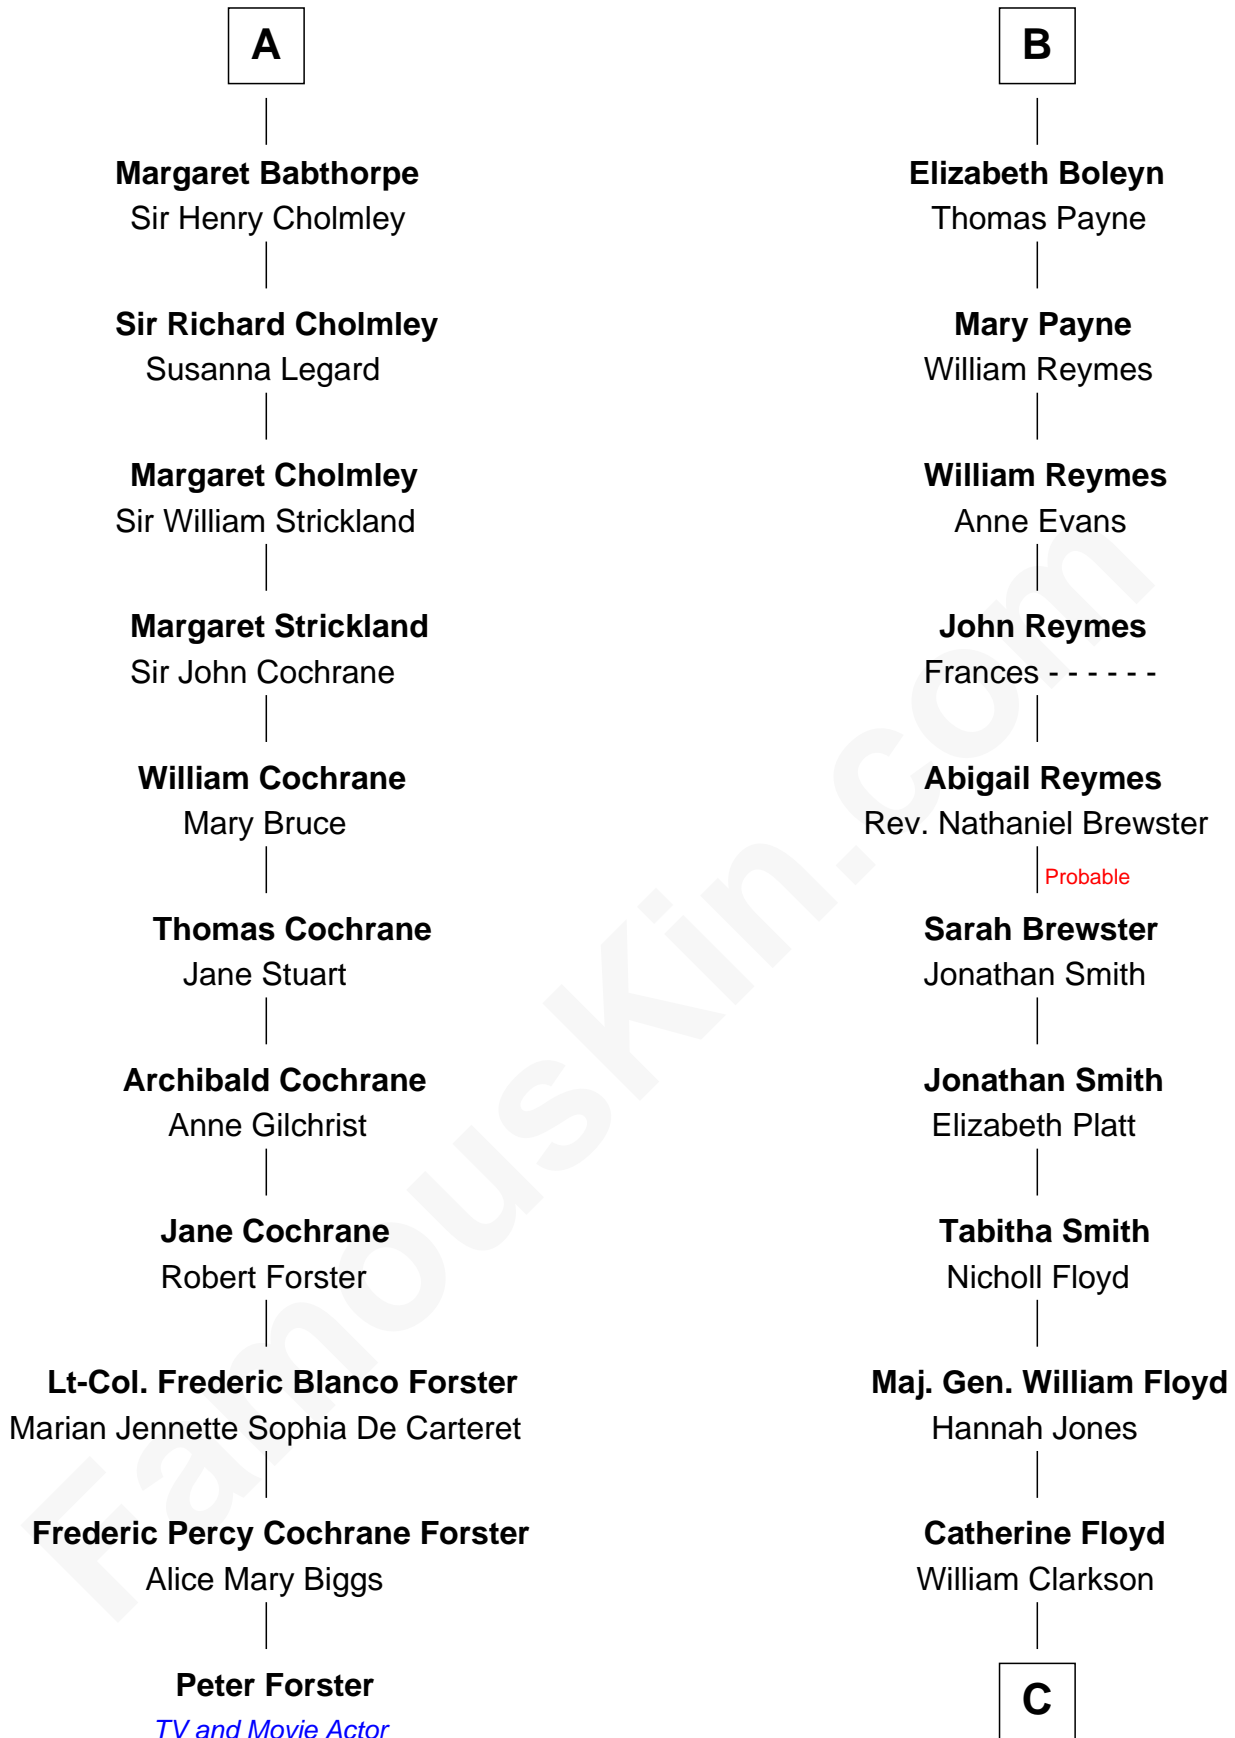 A
Margaret Babthorpe
Sir Henry Cholmley
Sir Richard Cholmley
Susanna Legard
Margaret Cholmley
Sir William Strickland
Margaret Strickland
Sir John Cochrane
William Cochrane
Mary Bruce
Thomas Cochrane
Jane Stuart
Archibald Cochrane
Anne Gilchrist
Jane Cochrane
Robert Forster
Lt-Col. Frederic Blanco Forster
Marian Jennette Sophia De Carteret
Frederic Percy Cochrane Forster
Alice Mary Biggs
Peter Forster
TV and Movie Actor
B
Elizabeth Boleyn
Thomas Payne
Mary Payne
William Reymes
William Reymes
Anne Evans
John Reymes
Frances - - - - - -
Abigail Reymes
Rev. Nathaniel Brewster
Probable
Sarah Brewster
Jonathan Smith
Jonathan Smith
Elizabeth Platt
Tabitha Smith
Nicholl Floyd
Maj. Gen. William Floyd
Hannah Jones
Catherine Floyd
William Clarkson
C
FamousKin.com